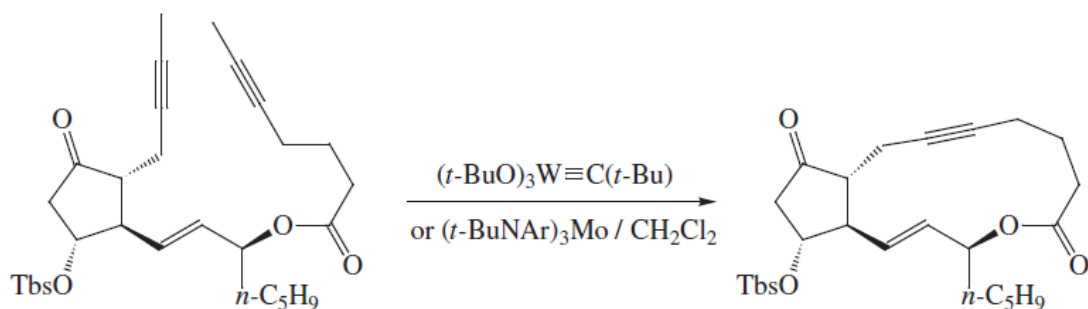 O
O
O
TbsO
n-C₅H₉
(t-BuO)₃W≡C(t-Bu)
or (t-BuNAr)₃Mo / CH₂Cl₂
O
O
O
TbsO
n-C₅H₉